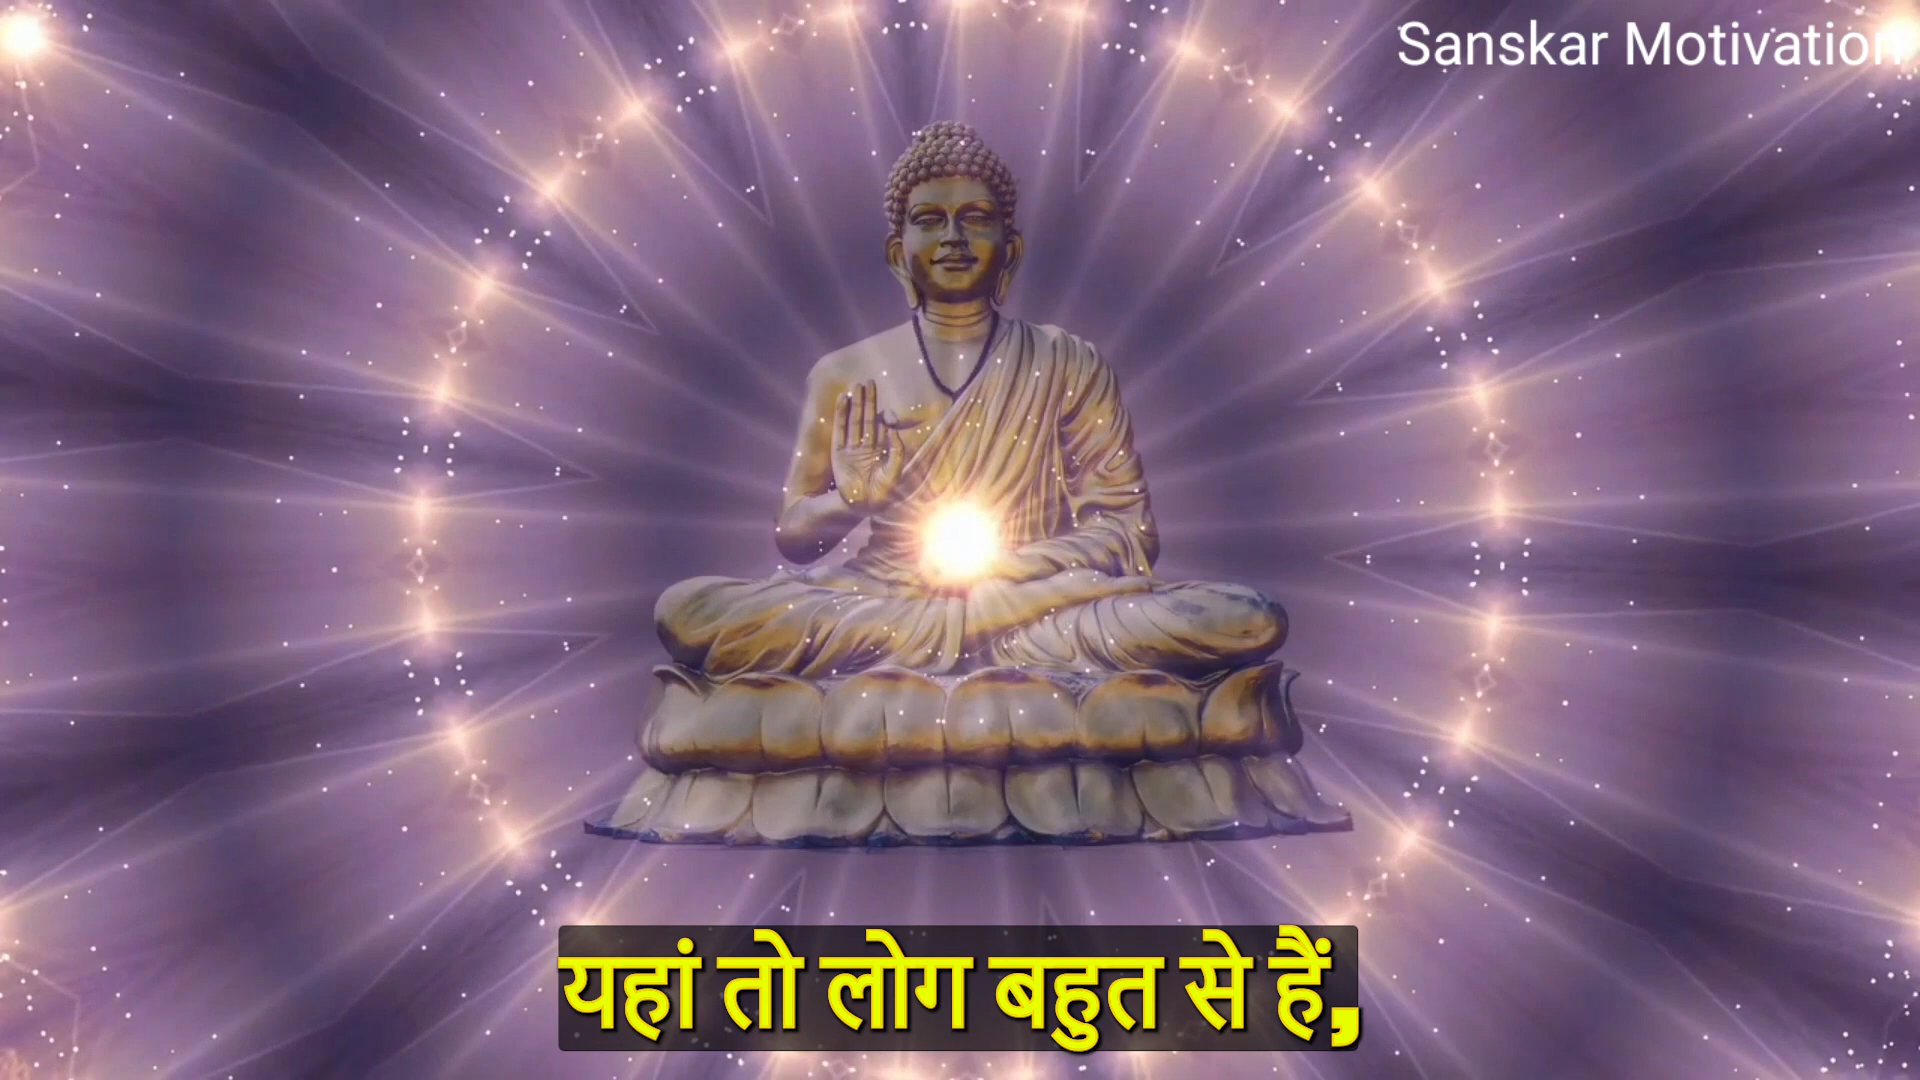 Sanskar Motivation
यहां तो लोग बहुत से हैं,